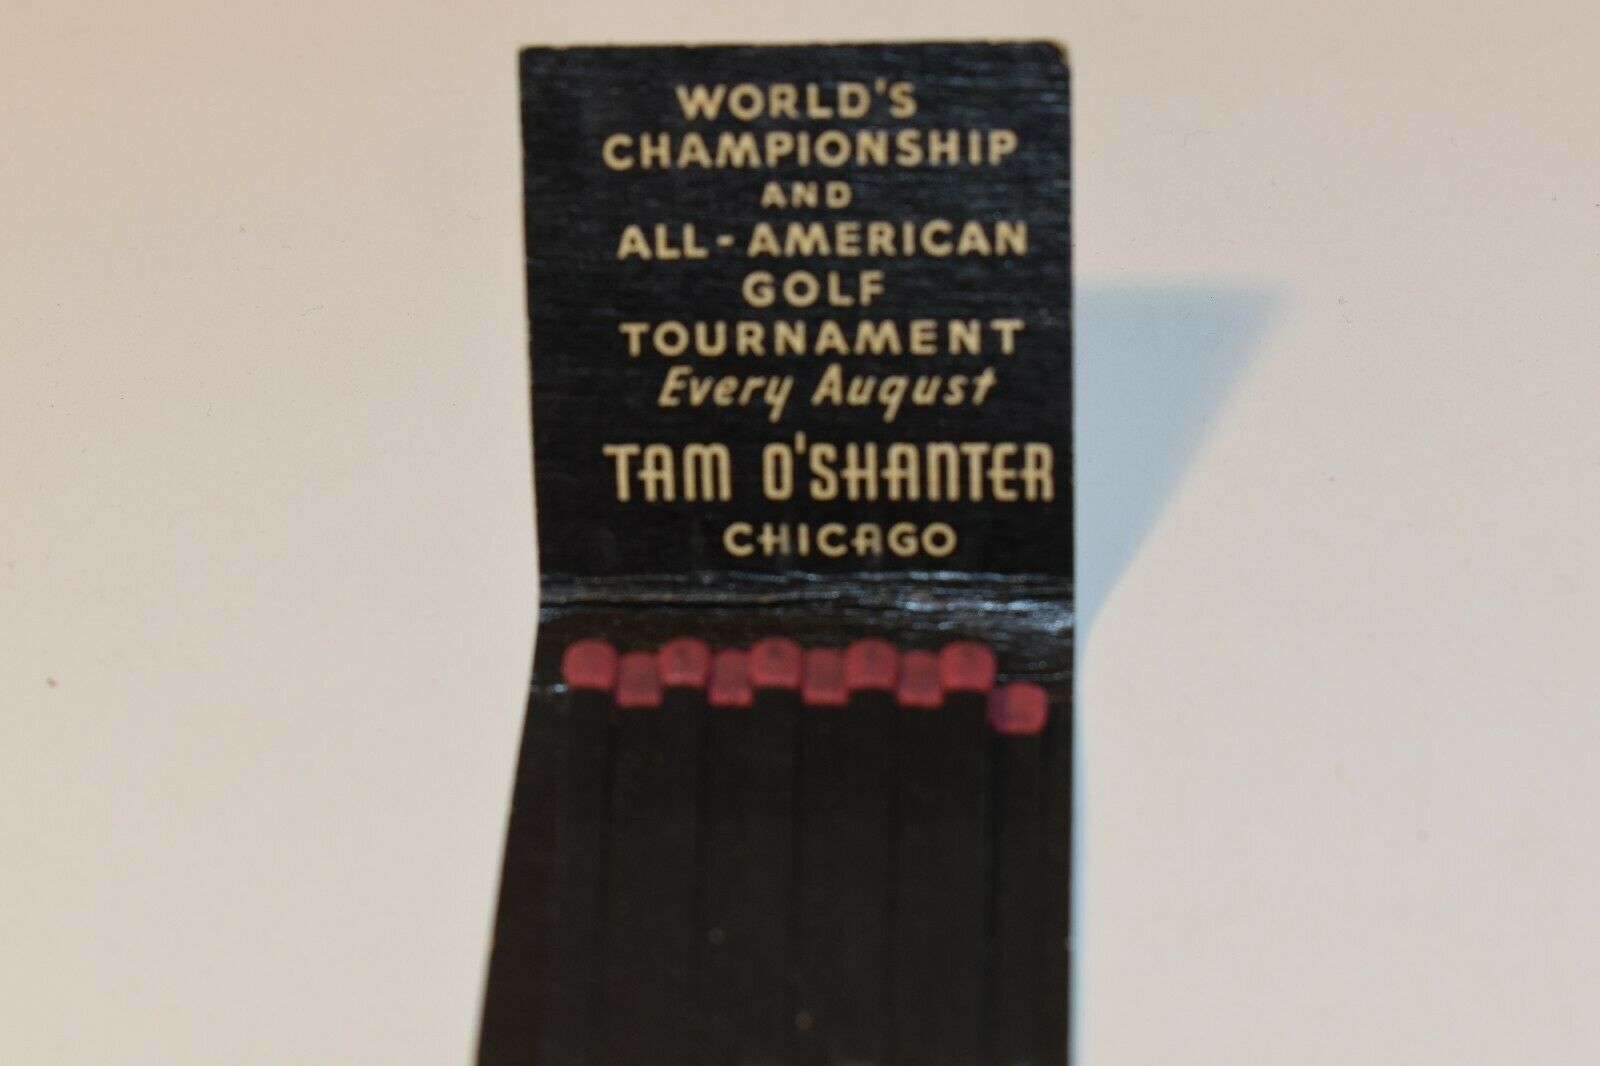 WORLD'S
CHAMPIONSHIP
AND
ALL-AMERICAN
GOLF
TOURNAMENT
Every August
TAM O'SHANTER
CHICAGO